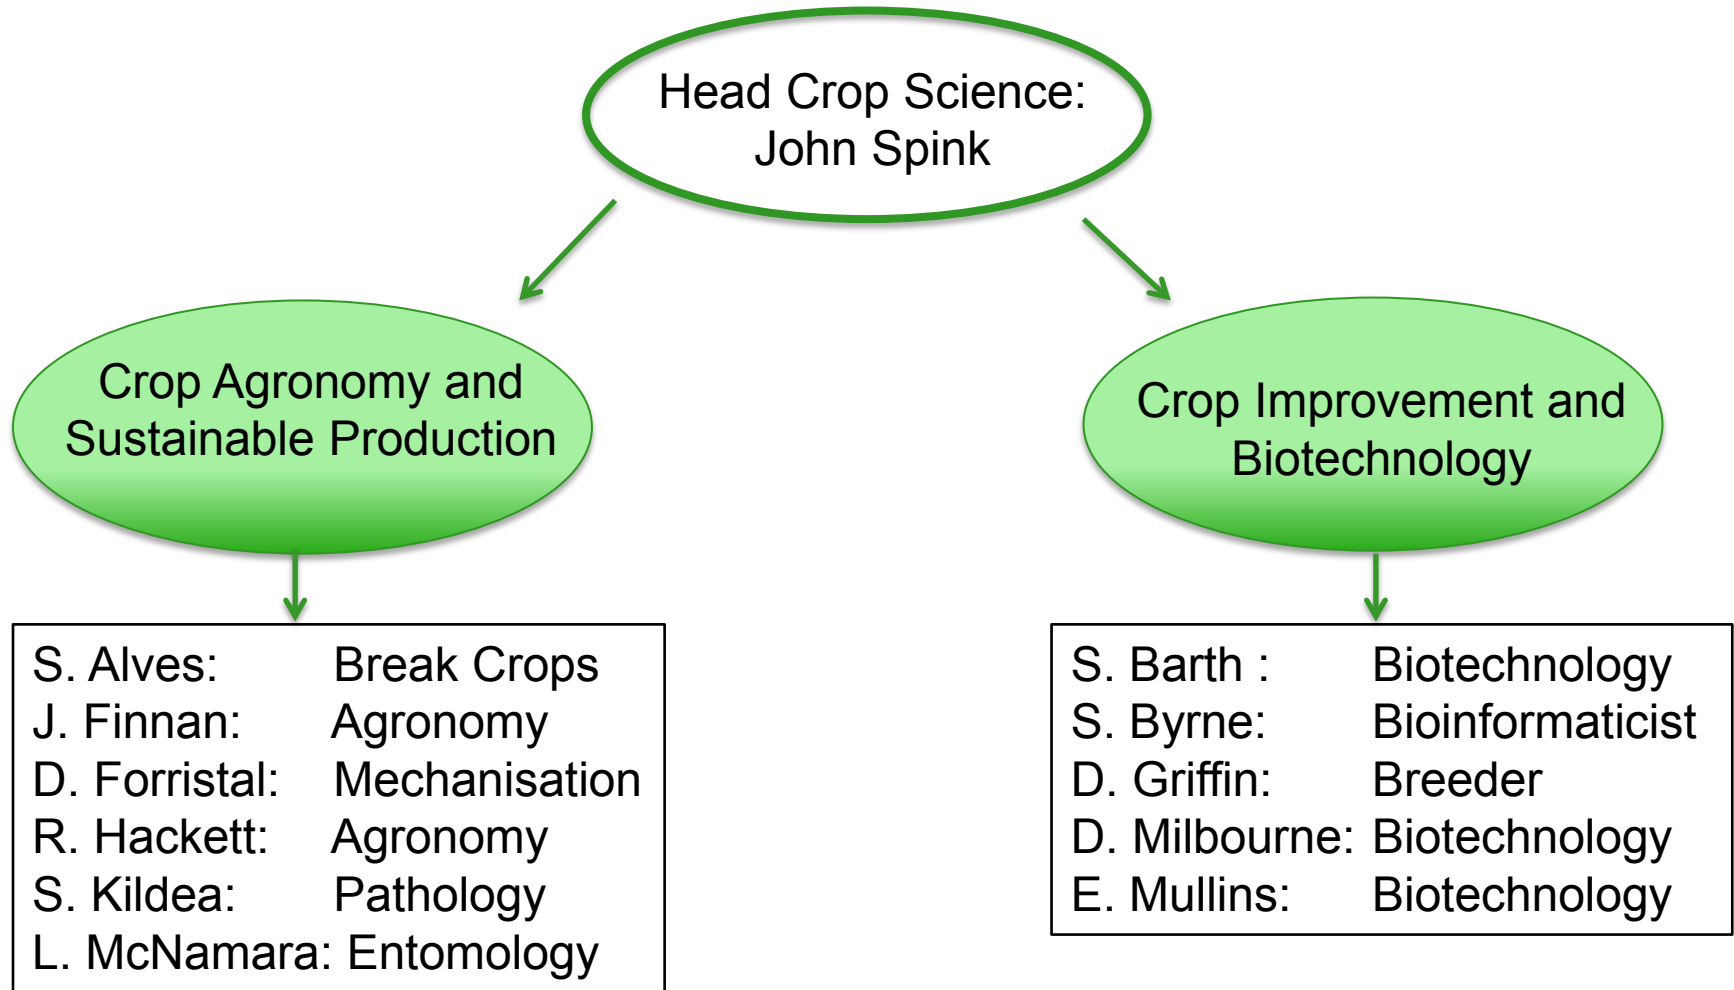 Head Crop Science:
John Spink
Crop Agronomy and
Sustainable Production
Crop Improvement and
Biotechnology
S. Alves: Break Crops
J. Finnan: Agronomy
D. Forristal: Mechanisation
R. Hackett: Agronomy
S. Kildea: Pathology
L. McNamara: Entomology
S. Barth : Biotechnology
S. Byrne: Bioinformaticist
D. Griffin: Breeder
D. Milbourne: Biotechnology
E. Mullins: Biotechnology